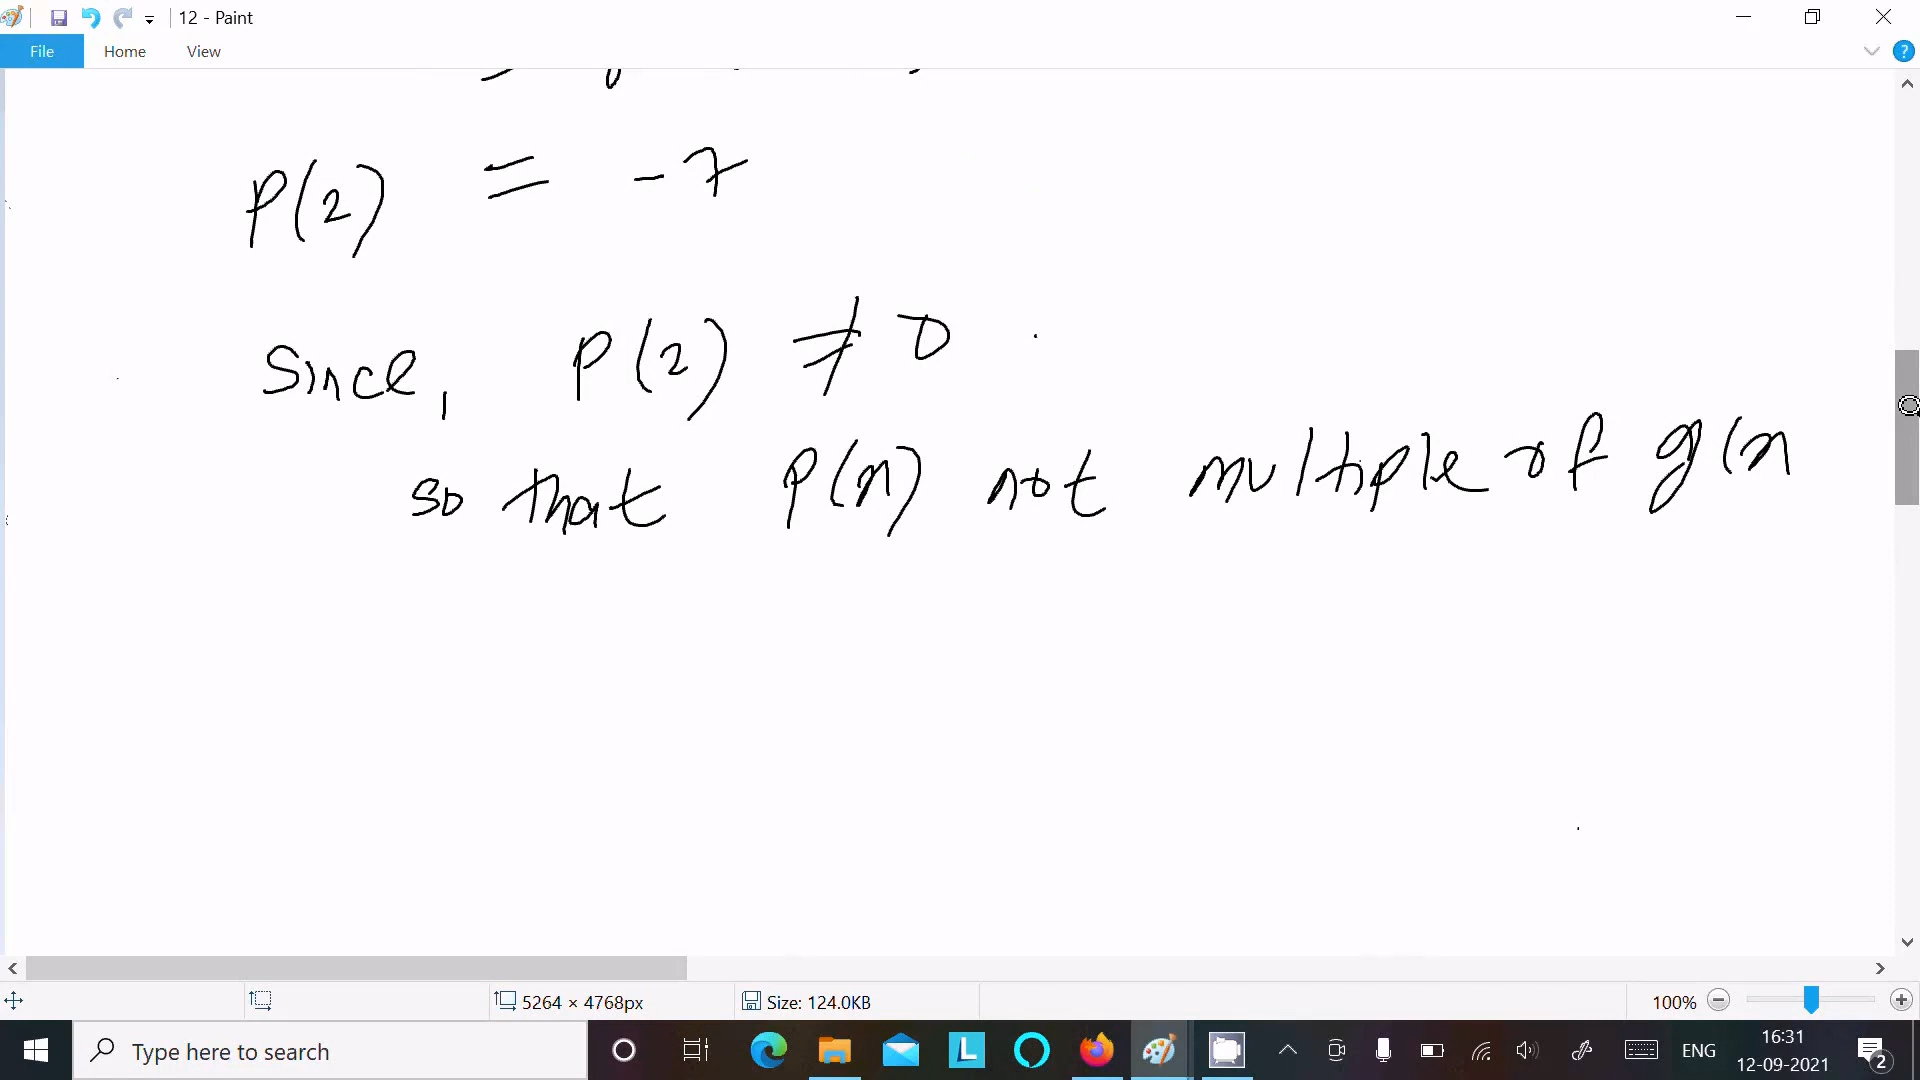 12 - Paint
File Home View
P(2) = -7
Since, P(2) ≠ 0
so that P(x) not multiple of g(x
5264 × 4768px
Size: 124.0KB
100%
Type here to search
L
ENG
16:31
12-09-2021
2